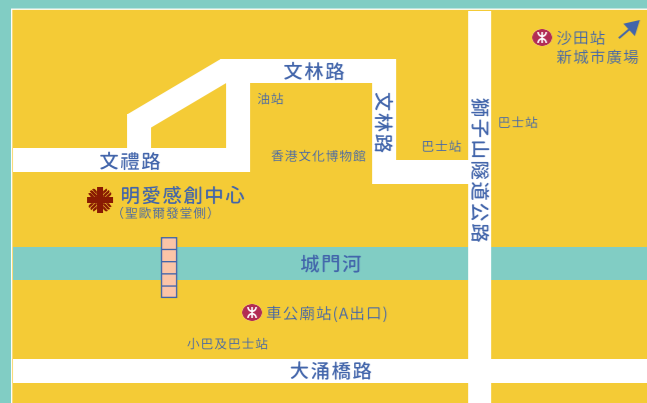 沙田站
新城市廣場
文林路
油站
文林路
獅子山隧道公路
巴士站
巴士站
香港文化博物館
文禮路
明愛感創中心
（聖歐爾發堂側）
城門河
車公廟站(A出口)
小巴及巴士站
大涌橋路